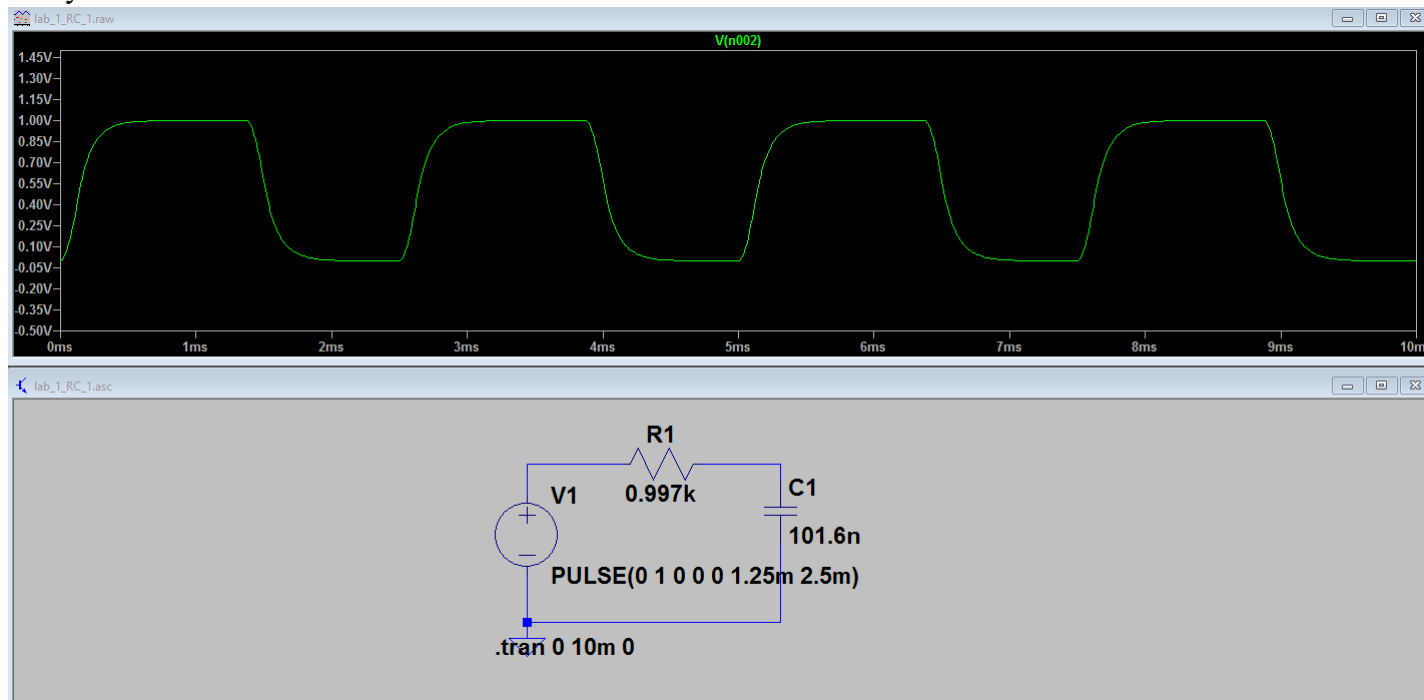 lab_1_RC_1.raw
V(n002)
1.45V
1.30V
1.15V
1.00V
0.85V
0.70V
0.55V
0.40V
0.25V
0.10V
-0.05V
-0.20V
-0.35V
-0.50V
0ms 1ms 2ms 3ms 4ms 5ms 6ms 7ms 8ms 9ms 10m
lab_1_RC_1.asc
R1
0.997k
V1
C1
101.6n
PULSE(0 1 0 0 0 1.25m 2.5m)
.tran 0 10m 0